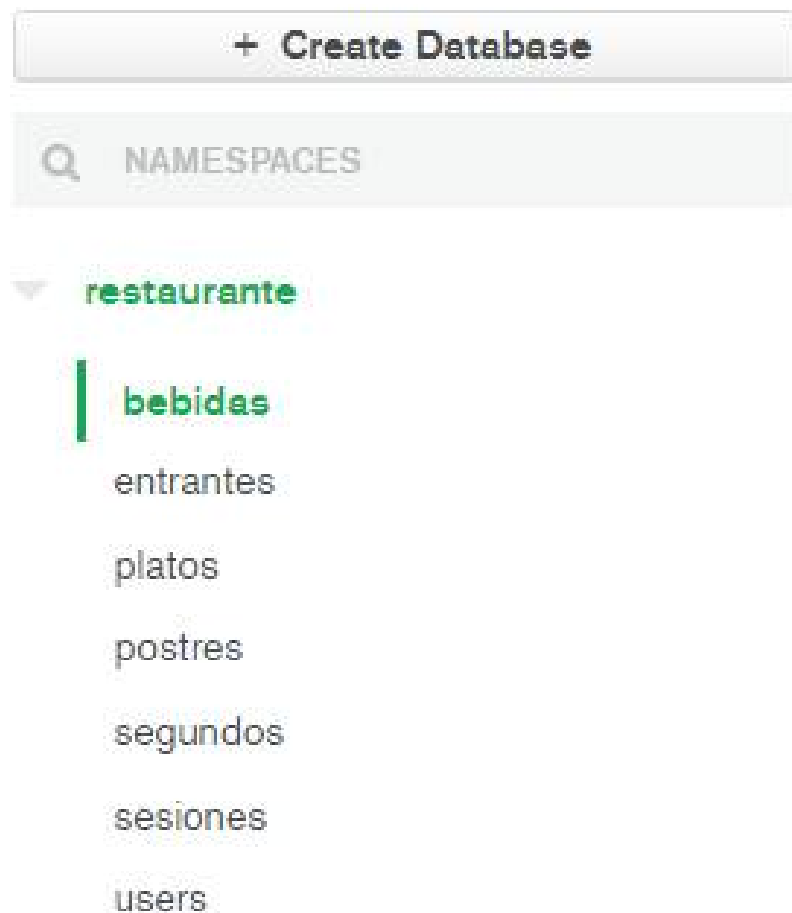 + Create Database
NAMESPACES
restaurante
bebidas
entrantes
platos
postres
segundos
sesiones
users